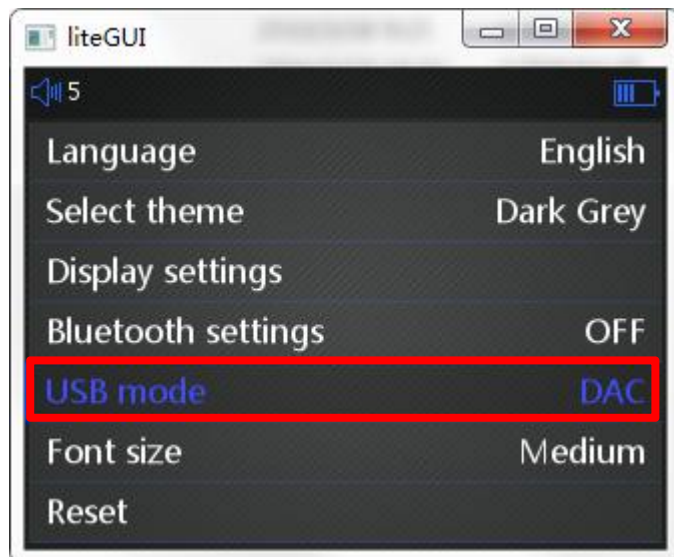 liteGUI
5
Language English
Select theme Dark Grey
Display settings
Bluetooth settings OFF
USB mode DAC
Font size Medium
Reset